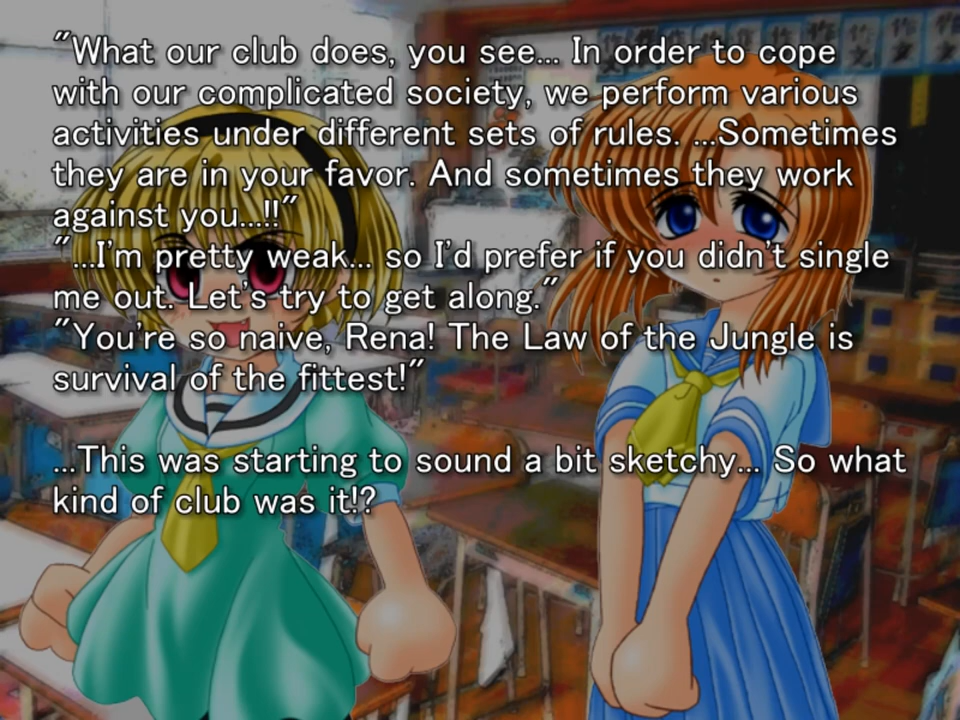 "What our club does, you see... In order to cope
with our complicated society, we perform various
activities under different sets of rules. ...Sometimes
they are in your favor. And sometimes they work
against you...!!"
"...I'm pretty weak... so I'd prefer if you didn't single
me out. Let's try to get along."
"You're so naive, Rena! The Law of the Jungle is
survival of the fittest!"
...This was starting to sound a bit sketchy... So what
kind of club was it!?